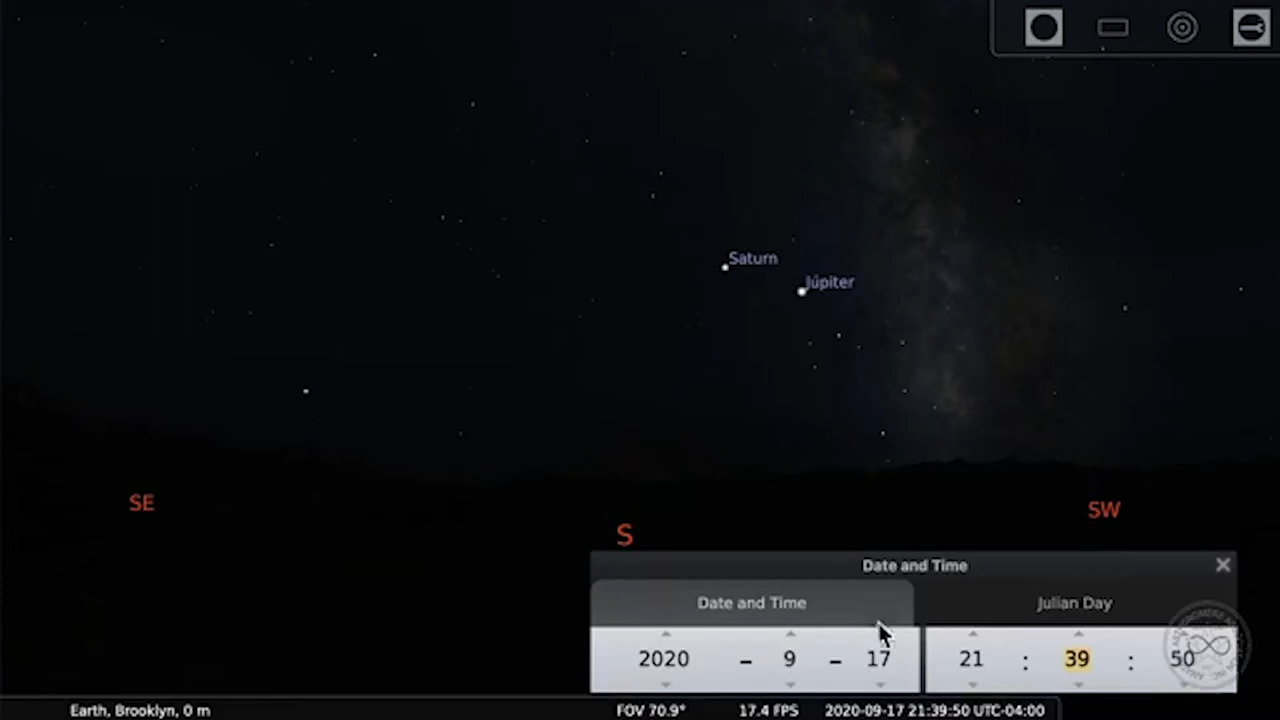 Saturn
Júpiter
SE
S
SW
Date and Time
Date and Time
Julian Day
2020 - 9 - 17
21 : 39 : 50
Earth, Brooklyn, 0 m
FOV 70.9°
17.4 FPS
2020-09-17 21:39:50 UTC-04:00